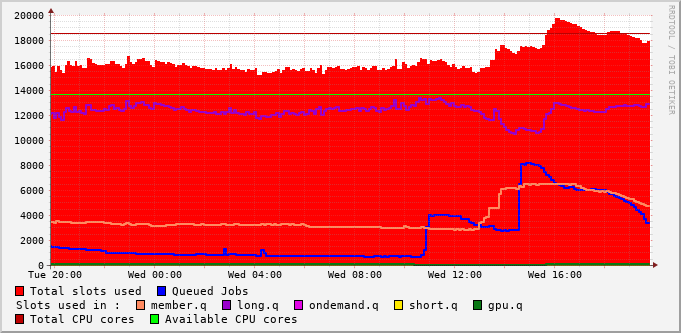 20000
18000
16000
14000
12000
10000
8000
6000
4000
2000
0
Tue 20:00 Wed 00:00 Wed 04:00 Wed 08:00 Wed 12:00 Wed 16:00
Total slots used Queued Jobs
Slots used in : member.q long.q ondemand.q short.q gpu.q
Total CPU cores Available CPU cores
RRDTOOL / TOBI OETIKER